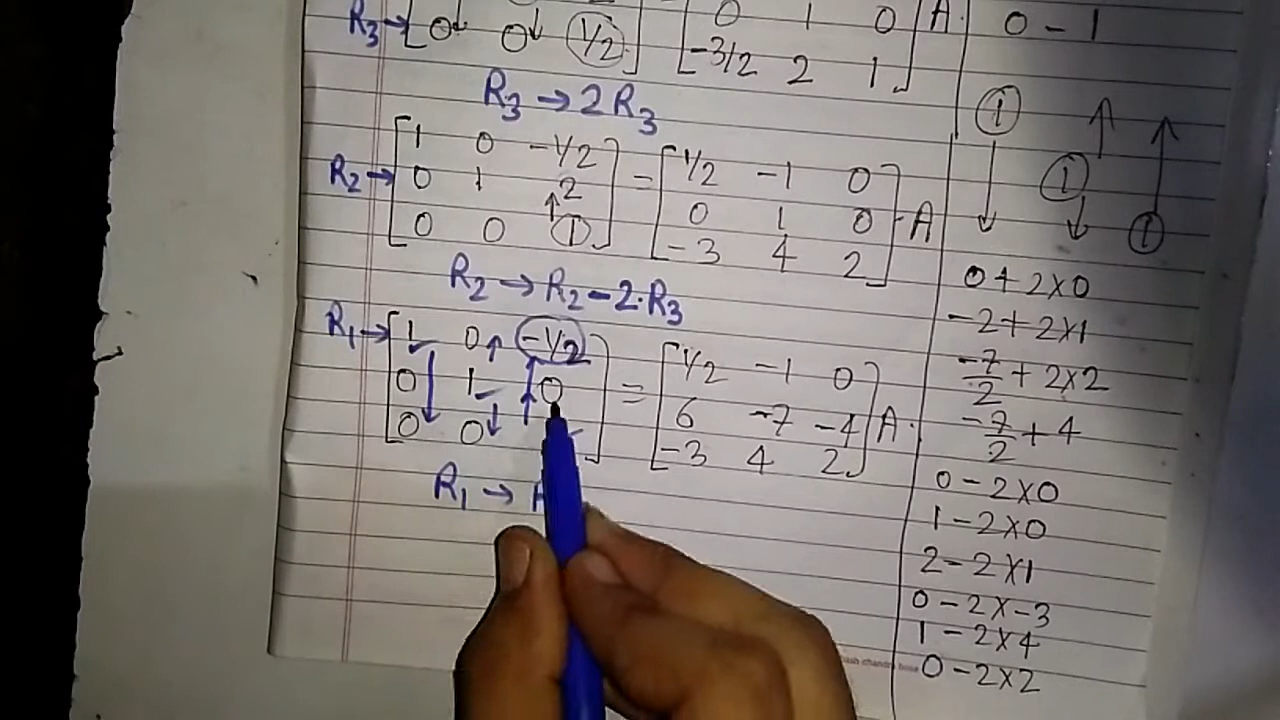 R3 → [0 0 1/2] [0 1 0] A
[-3/2 2 1]
R3 → 2R3
[1 0 -1/2] = [1/2 -1 0]
R2 → [0 1 2] [0 1 0] A
[0 0 1] [-3 4 2]
R2 → R2 - 2·R3
R1 → [1 0 -1/2] = [1/2 -1 0]
[0 1 0] [6 -7 -4] A·
[0 0] [-3 4 2]
R1 →
0 - 1
1
1
1
0 + 2×0
-2 + 2×1
-7/2 + 2×2
-7/2 + 4
0 - 2×0
1 - 2×0
2 - 2×1
0 - 2×-3
1 - 2×4
0 - 2×2